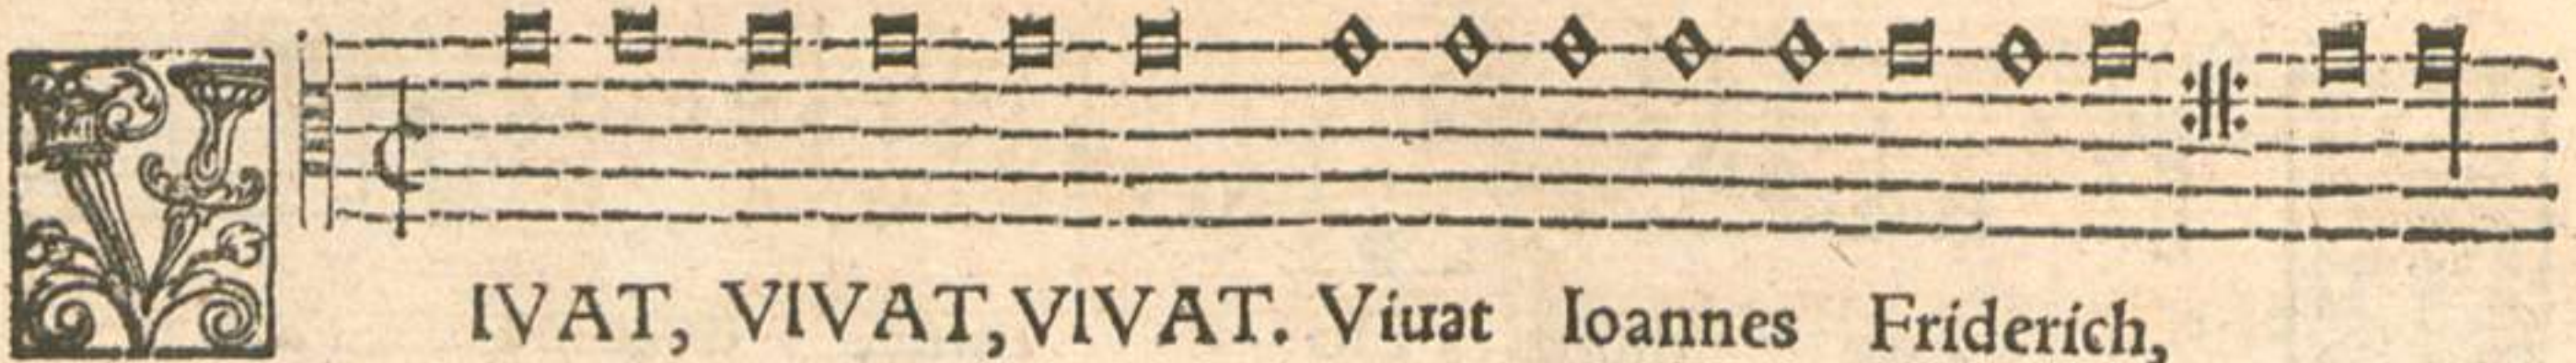 VIVAT, VIVAT, VIVAT. Viuat Ioannes Friderich,